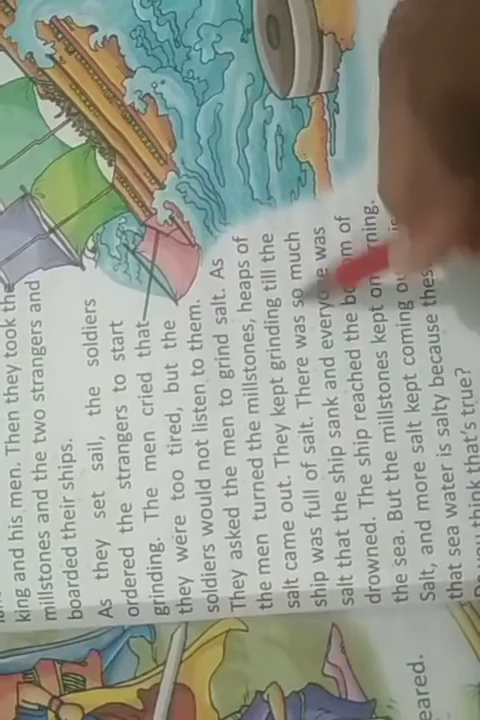 king and his men. Then they took the
millstones and the two strangers and
boarded their ships.
As they set sail, the soldiers
ordered the strangers to start
grinding. The men cried that
they were too tired, but the
soldiers would not listen to them.
They asked the men to grind salt. As
the men turned the millstones, heaps of
salt came out. They kept grinding till the
ship was full of salt. There was so much
salt that the ship sank and everyone was
drowned. The ship reached the bottom of
the sea. But the millstones kept on
Salt, and more salt kept coming
that sea water is salty because
think that's true?
eared.